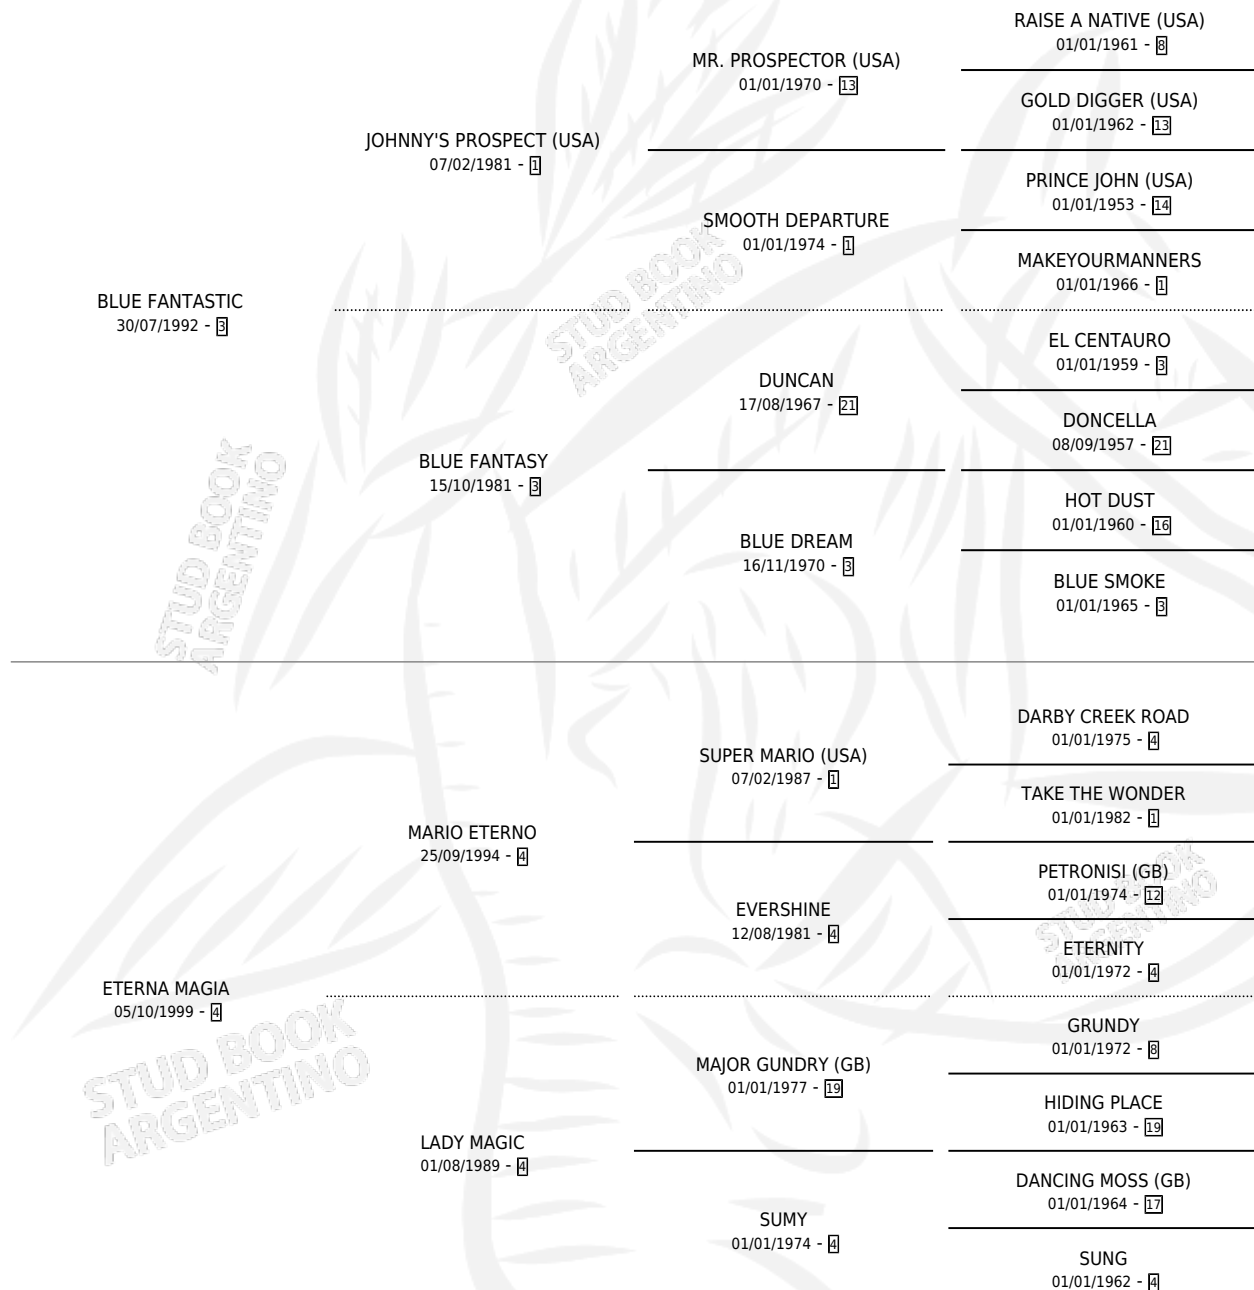 RAISE A NATIVE (USA)
01/01/1961 - 8
MR. PROSPECTOR (USA)
01/01/1970 - 13
GOLD DIGGER (USA)
01/01/1962 - 13
JOHNNY'S PROSPECT (USA)
07/02/1981 - 1
PRINCE JOHN (USA)
01/01/1953 - 14
SMOOTH DEPARTURE
01/01/1974 - 1
MAKEYOURMANNERS
01/01/1966 - 1
BLUE FANTASTIC
30/07/1992 - 3
STUD BOOK
ARGENTINO
EL CENTAURO
01/01/1959 - 3
DUNCAN
17/08/1967 - 21
DONCELLA
08/09/1957 - 21
BLUE FANTASY
15/10/1981 - 3
HOT DUST
01/01/1960 - 16
BLUE DREAM
16/11/1970 - 3
BLUE SMOKE
01/01/1965 - 3
STUD BOOK
ARGENTINO
DARBY CREEK ROAD
01/01/1975 - 4
SUPER MARIO (USA)
07/02/1987 - 1
TAKE THE WONDER
01/01/1982 - 1
MARIO ETERNO
25/09/1994 - 4
PETRONISI (GB)
01/01/1974 - 12
STUD BOOK
ARGENTINO
EVERSHINE
12/08/1981 - 4
ETERNITY
01/01/1972 - 4
ETERNA MAGIA
05/10/1999 - 4
STUD BOOK
ARGENTINO
GRUNDY
01/01/1972 - 8
MAJOR GUNDRY (GB)
01/01/1977 - 19
HIDING PLACE
01/01/1963 - 19
LADY MAGIC
01/08/1989 - 4
DANCING MOSS (GB)
01/01/1964 - 17
SUMY
01/01/1974 - 4
SUNG
01/01/1962 - 4